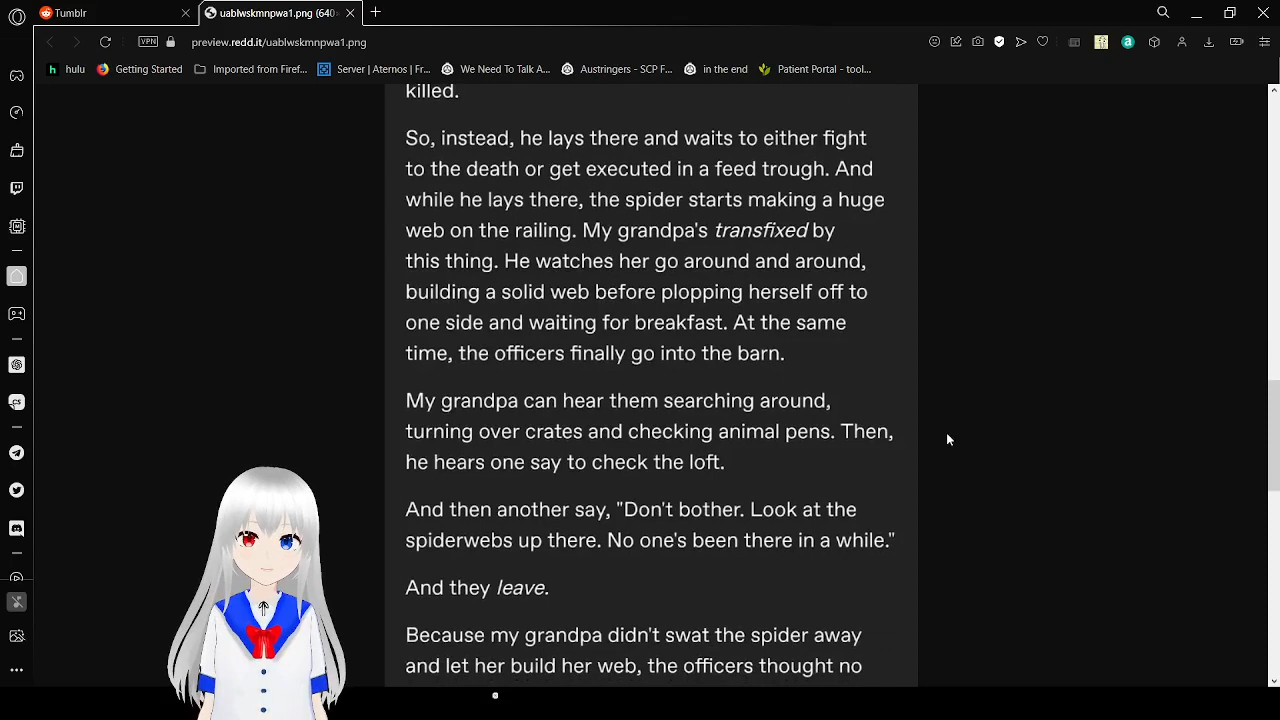 Tumblr
uablwskmnpwa1.png (640
VPN
preview.redd.it/uablwskmnpwa1.png
a
h hulu
Getting Started
Imported from Firef...
Server | Aternos | Fr...
We Need To Talk A...
Austringers - SCP F...
in the end
Patient Portal - tool...
killed.
So, instead, he lays there and waits to either fight
to the death or get executed in a feed trough. And
while he lays there, the spider starts making a huge
web on the railing. My grandpa's transfixed by
this thing. He watches her go around and around,
building a solid web before plopping herself off to
one side and waiting for breakfast. At the same
time, the officers finally go into the barn.
My grandpa can hear them searching around,
turning over crates and checking animal pens. Then,
he hears one say to check the loft.
And then another say, "Don't bother. Look at the
spiderwebs up there. No one's been there in a while."
And they leave.
Because my grandpa didn't swat the spider away
and let her build her web, the officers thought no